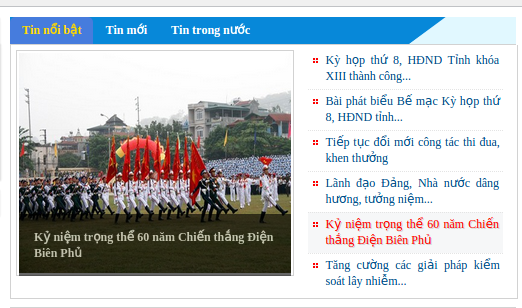 Tin nổi bật Tin mới Tin trong nước
Kỷ niệm trọng thể 60 năm Chiến thắng Điện
Biên Phủ
Kỳ họp thứ 8, HĐND Tỉnh khóa
XIII thành công...
Bài phát biểu Bế mạc Kỳ họp thứ
8, HĐND tỉnh...
Tiếp tục đổi mới công tác thi đua,
khen thưởng
Lãnh đạo Đảng, Nhà nước dâng
hương, tưởng niệm...
Kỷ niệm trọng thể 60 năm Chiến
thắng Điện Biên Phủ
Tăng cường các giải pháp kiểm
soát lây nhiễm...